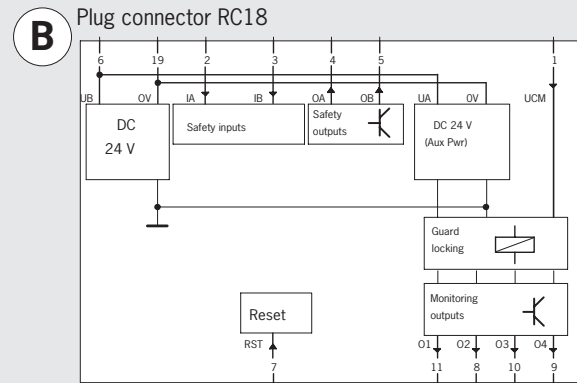 B
Plug connector RC18
6 19 2 3 4 5 1
UB 0V IA IB OA OB UA 0V UCM
DC
24 V
Safety inputs
Safety
outputs
DC 24 V
(Aux Pwr)
Guard
locking
Reset
Monitoring
outputs
RST
O1 O2 O3 O4
7 11 8 10 9